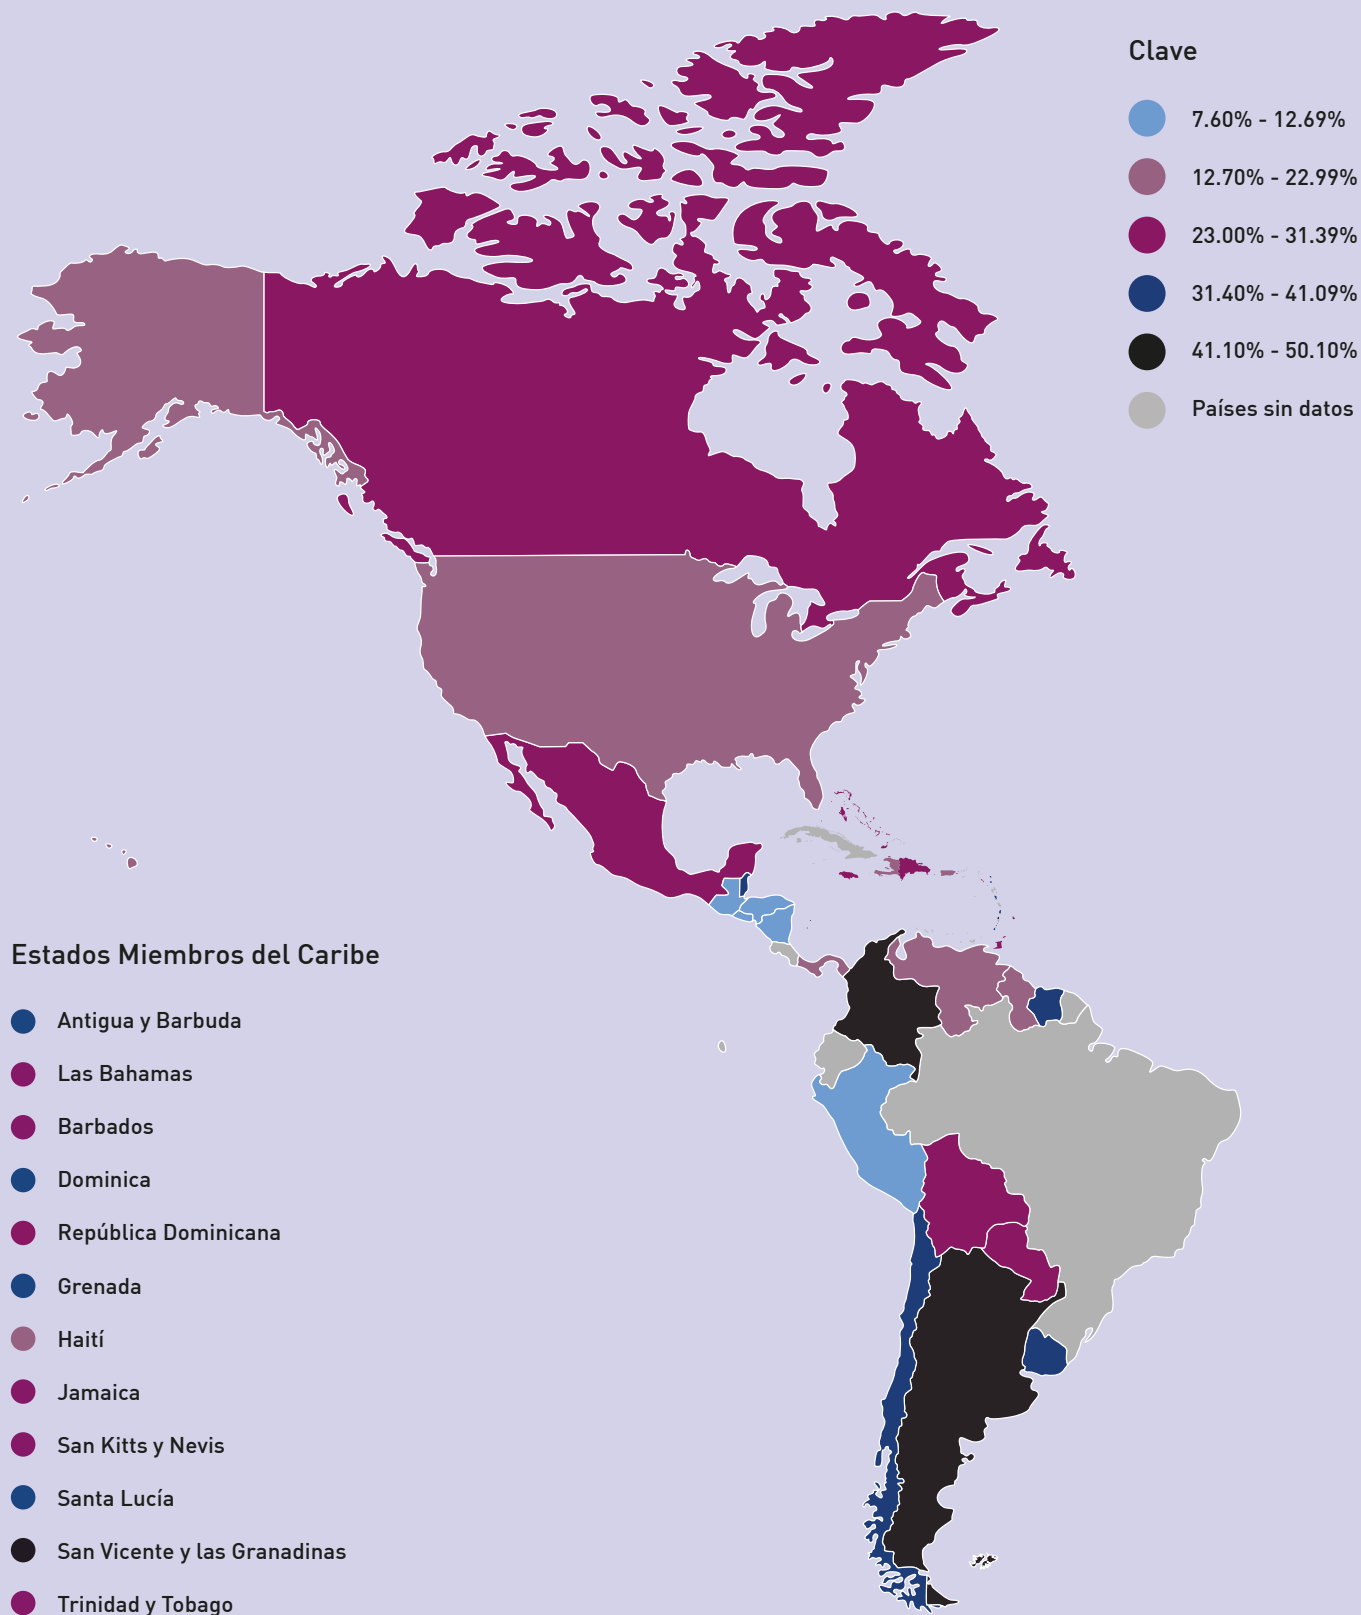 Clave
7.60% - 12.69%
12.70% - 22.99%
23.00% - 31.39%
31.40% - 41.09%
41.10% - 50.10%
Países sin datos
Estados Miembros del Caribe
Antigua y Barbuda
Las Bahamas
Barbados
Dominica
República Dominicana
Grenada
Haití
Jamaica
San Kitts y Nevis
Santa Lucía
San Vicente y las Granadinas
Trinidad y Tobago